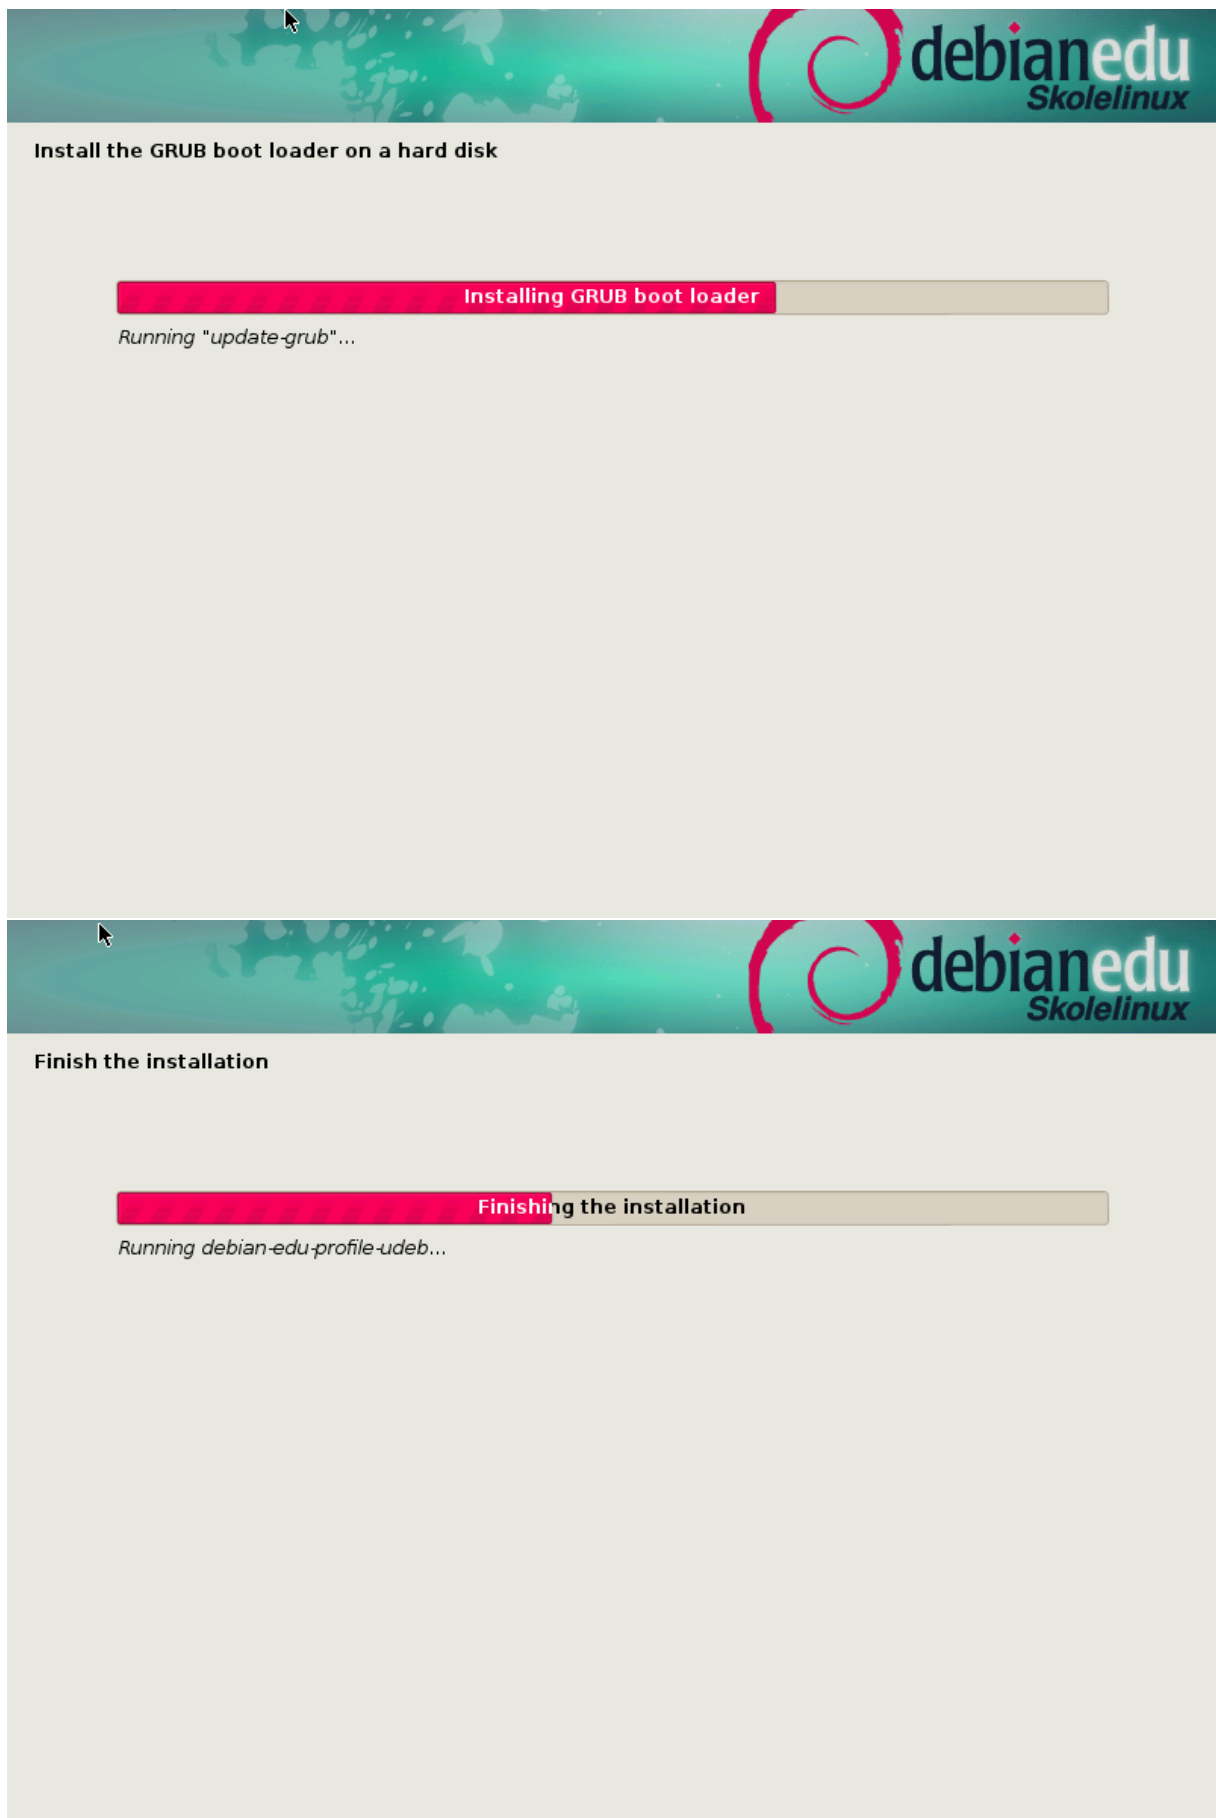 debianedu
Skolelinux
Install the GRUB boot loader on a hard disk
Installing GRUB boot loader
Running "update-grub"...
debianedu
Skolelinux
Finish the installation
Finishing the installation
Running debian-edu-profile-udeb...